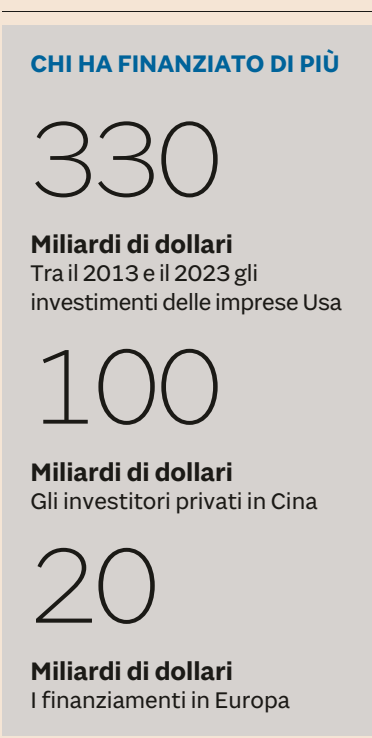 CHI HA FINANZIATO DI PIÙ
330
Miliardi di dollari
Tra il 2013 e il 2023 gli
investimenti delle imprese Usa
100
Miliardi di dollari
Gli investitori privati in Cina
20
Miliardi di dollari
I finanziamenti in Europa